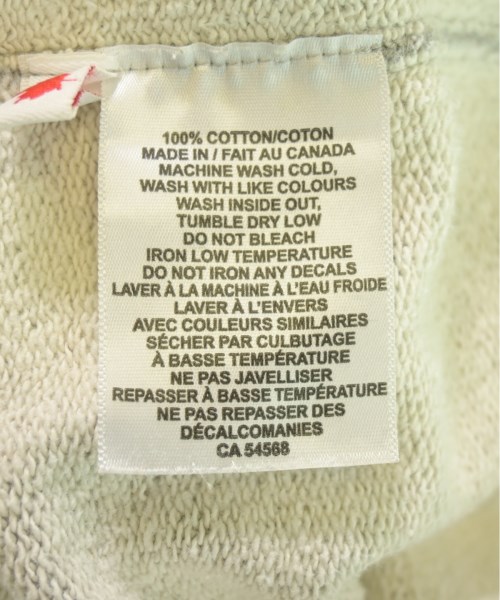 100% COTTON/COTON
MADE IN / FAIT AU CANADA
MACHINE WASH COLD,
WASH WITH LIKE COLOURS
WASH INSIDE OUT,
TUMBLE DRY LOW
DO NOT BLEACH
IRON LOW TEMPERATURE
DO NOT IRON ANY DECALS
LAVER À LA MACHINE À L'EAU FROIDE
LAVER À L'ENVERS
AVEC COULEURS SIMILAIRES
SÉCHER PAR CULBUTAGE
À BASSE TEMPÉRATURE
NE PAS JAVELLISER
REPASSER À BASSE TEMPÉRATURE
NE PAS REPASSER DES
DÉCALCOMANIES
CA 54568